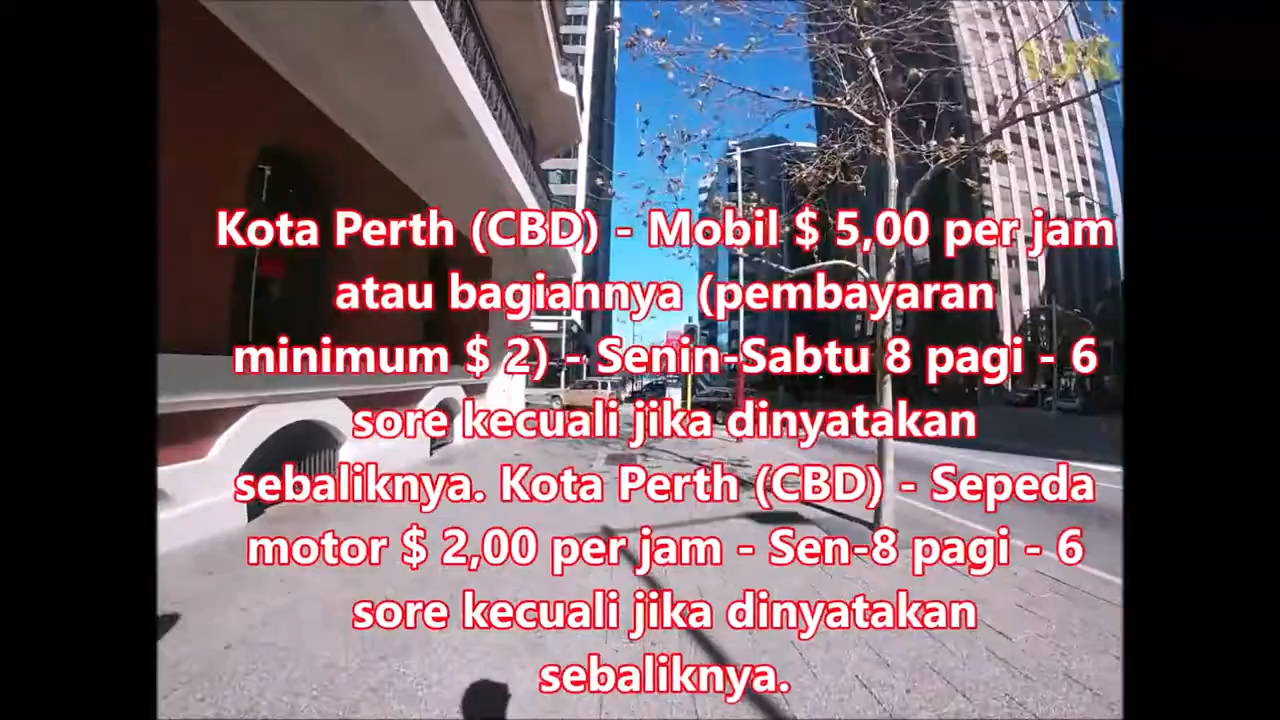 Kota Perth (CBD) - Mobil $ 5,00 per jam
atau bagiannya (pembayaran
minimum $ 2) - Senin-Sabtu 8 pagi - 6
sore kecuali jika dinyatakan
sebaliknya. Kota Perth (CBD) - Sepeda
motor $ 2,00 per jam - Sen-8 pagi - 6
sore kecuali jika dinyatakan
sebaliknya.